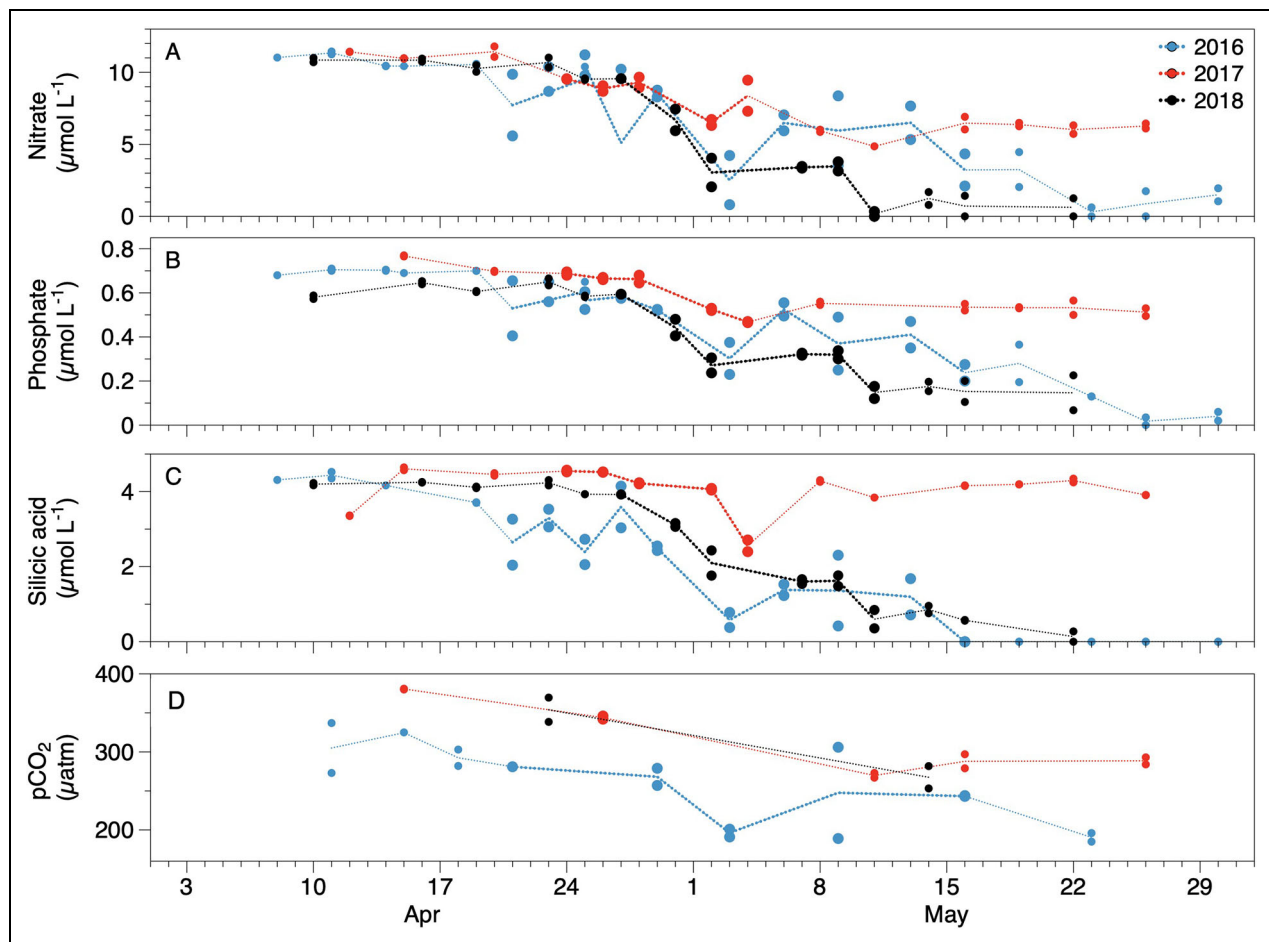 A
2016
2017
2018
Nitrate
(µmol L⁻¹)
10
5
0
B
Phosphate
(µmol L⁻¹)
0.8
0.6
0.4
0.2
0
C
Silicic acid
(µmol L⁻¹)
4
2
0
D
pCO₂
(µatm)
400
300
200
3 10 17 24 1 8 15 22 29
Apr May